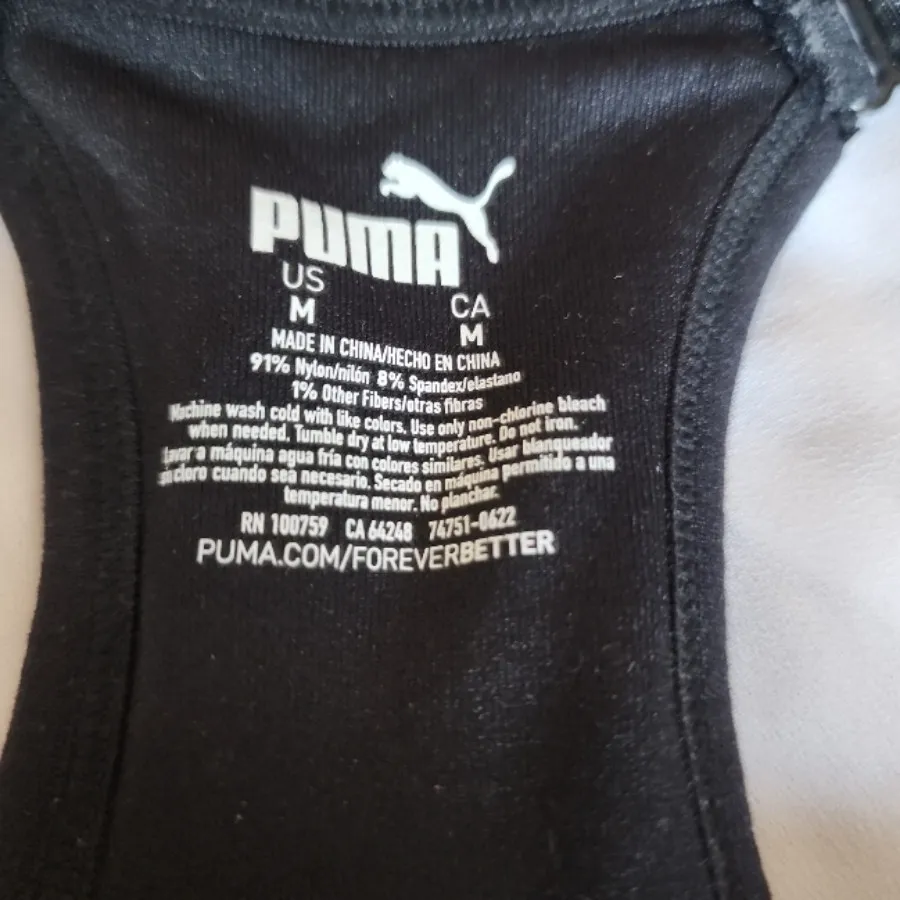 PUMA
US CA
M M
MADE IN CHINA/HECHO EN CHINA
91% Nylon/nilón 8% Spandex/elastano
1% Other Fibers/otras fibras
Machine wash cold with like colors. Use only non-chlorine bleach
when needed. Tumble dry at low temperature. Do not iron.
Lavar a máquina agua fría con colores similares. Usar blanqueador
sin cloro cuando sea necesario. Secado en máquina permitido a una
temperatura menor. No planchar.
RN 100759 CA 64248 74751-0622
PUMA.COM/FOREVERBETTER